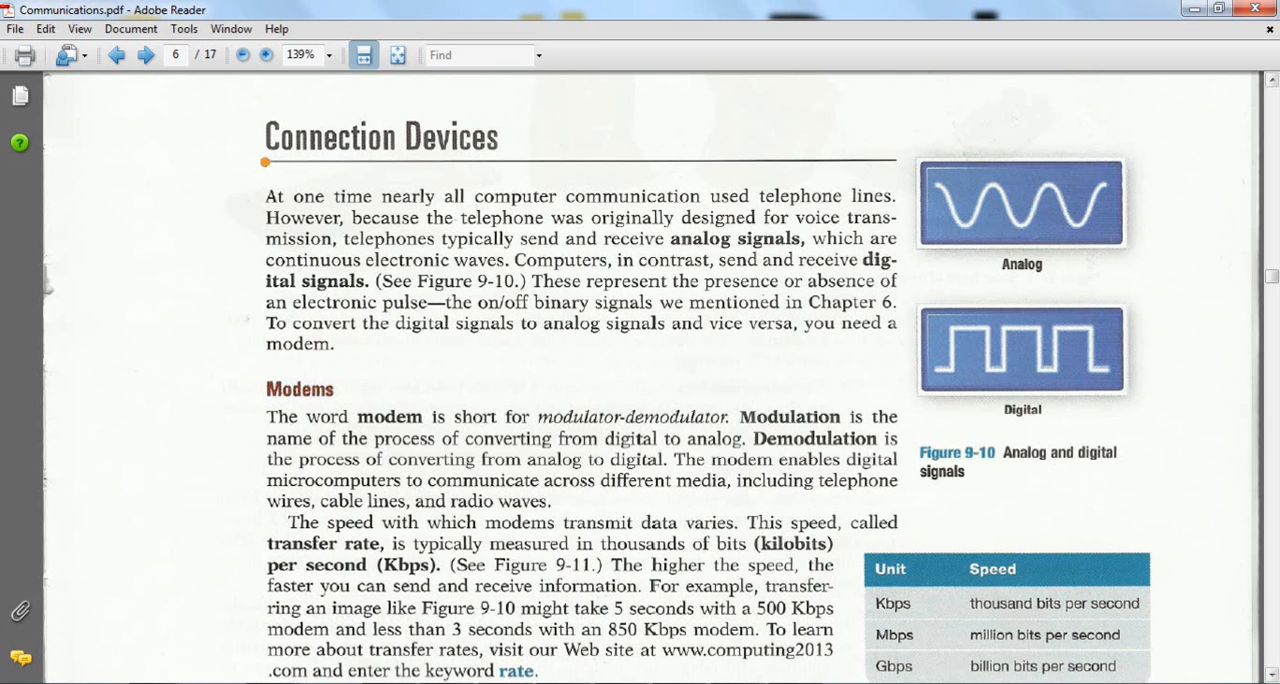 Communications.pdf - Adobe Reader
File Edit View Document Tools Window Help
6 / 17 139% Find
Connection Devices
At one time nearly all computer communication used telephone lines.
However, because the telephone was originally designed for voice trans-
mission, telephones typically send and receive analog signals, which are
continuous electronic waves. Computers, in contrast, send and receive dig-
ital signals. (See Figure 9-10.) These represent the presence or absence of
an electronic pulse—the on/off binary signals we mentioned in Chapter 6.
To convert the digital signals to analog signals and vice versa, you need a
modem.
Modems
The word modem is short for modulator-demodulator. Modulation is the
name of the process of converting from digital to analog. Demodulation is
the process of converting from analog to digital. The modem enables digital
microcomputers to communicate across different media, including telephone
wires, cable lines, and radio waves.
The speed with which modems transmit data varies. This speed, called
transfer rate, is typically measured in thousands of bits (kilobits)
per second (Kbps). (See Figure 9-11.) The higher the speed, the
faster you can send and receive information. For example, transfer-
ring an image like Figure 9-10 might take 5 seconds with a 500 Kbps
modem and less than 3 seconds with an 850 Kbps modem. To learn
more about transfer rates, visit our Web site at www.computing2013
.com and enter the keyword rate.
Analog
Digital
Figure 9-10 Analog and digital
signals
Unit Speed
Kbps thousand bits per second
Mbps million bits per second
Gbps billion bits per second